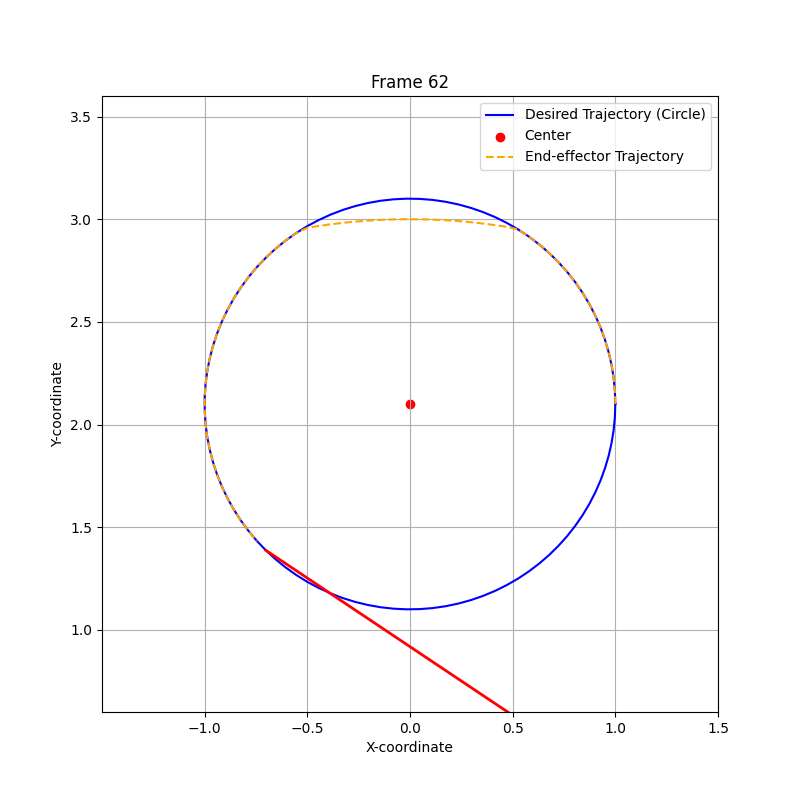 Frame 62
Desired Trajectory (Circle)
Center
End-effector Trajectory
3.5
3.0
2.5
2.0
1.5
1.0
Y-coordinate
−1.0
−0.5
0.0
0.5
1.0
1.5
X-coordinate